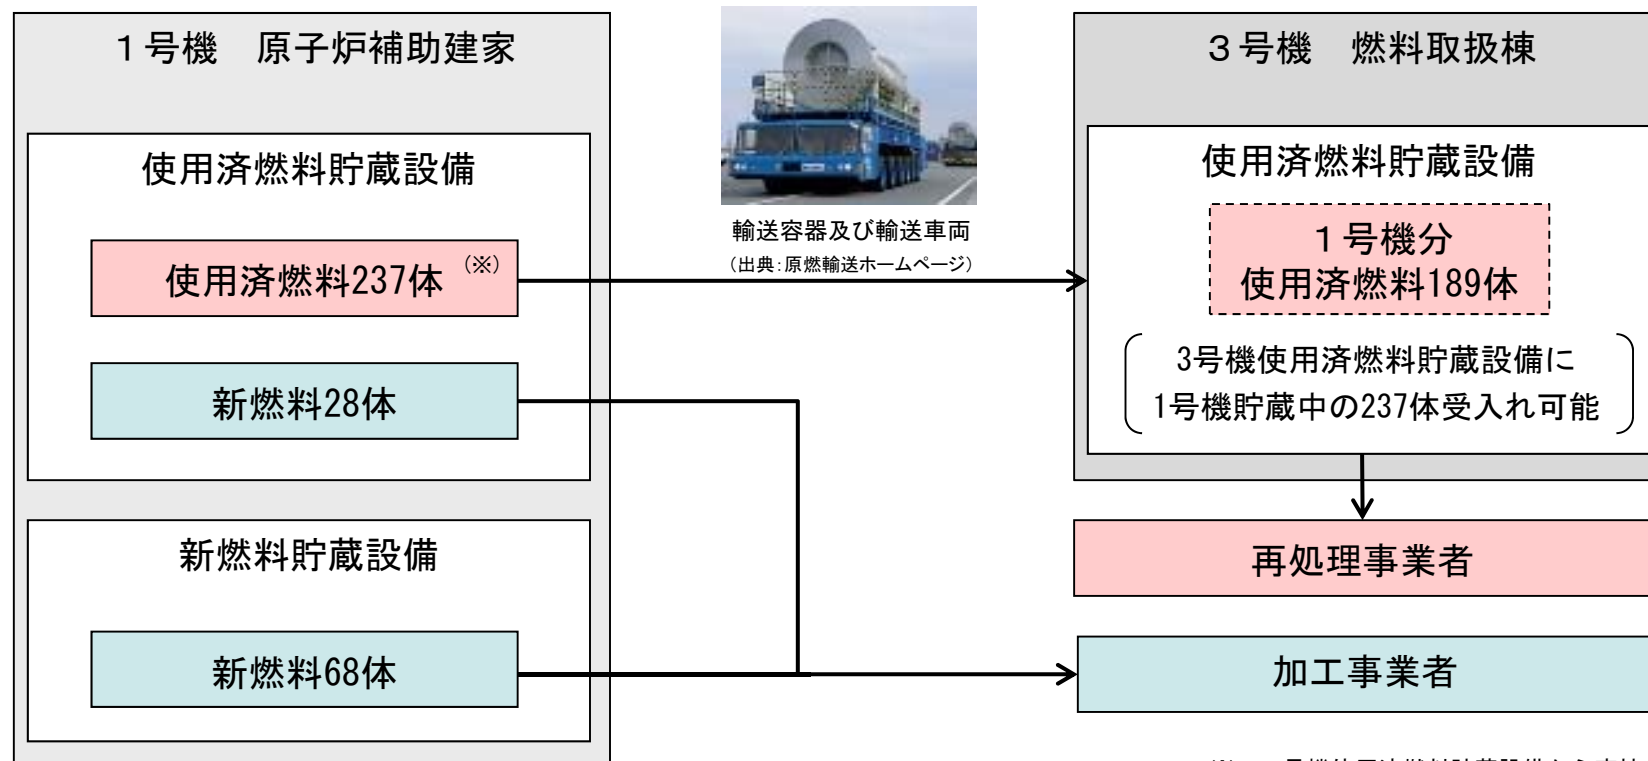 １号機　原子炉補助建家
使用済燃料貯蔵設備
使用済燃料237体 (※)
新燃料28体
新燃料貯蔵設備
新燃料68体
輸送容器及び輸送車両
（出典：原燃輸送ホームページ）
３号機　燃料取扱棟
使用済燃料貯蔵設備
１号機分
使用済燃料189体
3号機使用済燃料貯蔵設備に
1号機貯蔵中の237体受入れ可能
再処理事業者
加工事業者